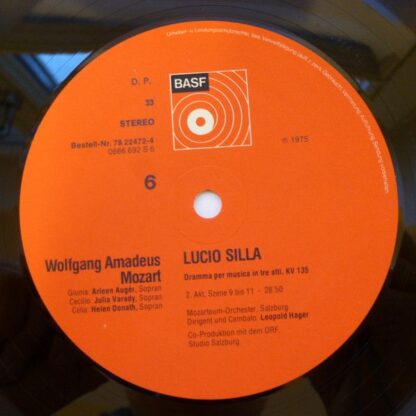 D. P.
33
STEREO
Bestell-Nr. 78 22472-4
0666 692 S 6
BASF
℗ 1975
6
Wolfgang Amadeus
Mozart
Giunia: Arleen Augér, Sopran
Cecilio: Julia Varady, Sopran
Celia: Helen Donath, Sopran
LUCIO SILLA
Dramma per musica in tre atti, KV 135
2. Akt, Szene 9 bis 11 - 28:50
Mozarteum-Orchester, Salzburg
Dirigent und Cembalo: Leopold Hager
Co-Produktion mit dem ORF,
Studio Salzburg